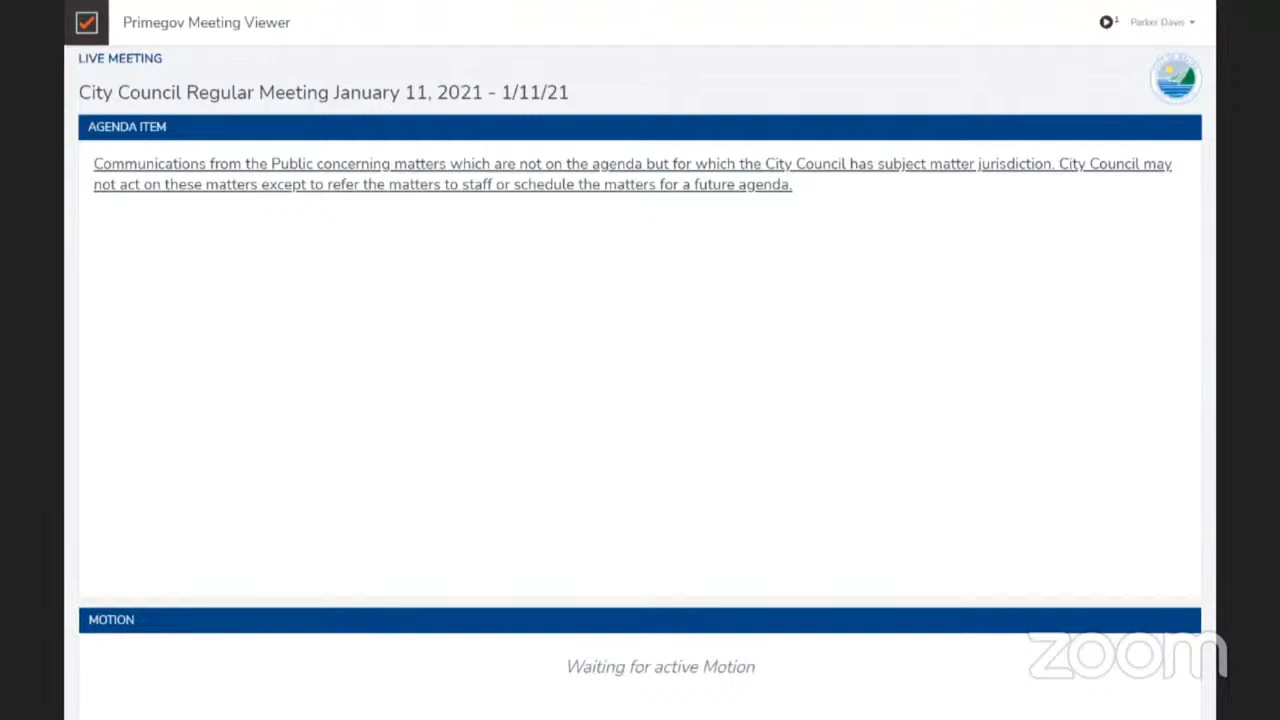 Primegov Meeting Viewer
1
Parker Davis
LIVE MEETING
City Council Regular Meeting January 11, 2021 - 1/11/21
AGENDA ITEM
Communications from the Public concerning matters which are not on the agenda but for which the City Council has subject matter jurisdiction. City Council may
not act on these matters except to refer the matters to staff or schedule the matters for a future agenda.
MOTION
Waiting for active Motion
zoom